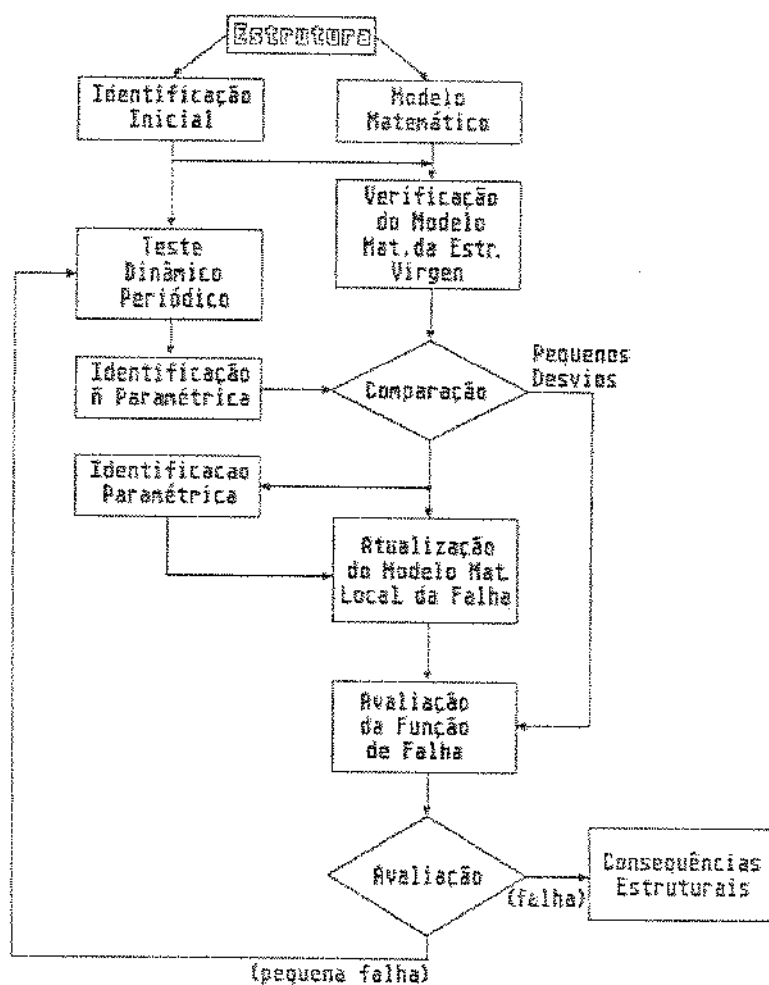 Estrutura
Identificação
Inicial
Modelo
Matemático
Verificação
do Modelo
Mat.da Estr.
Virgen
Teste
Dinâmico
Periódico
Identificação
ñ Paramétrica
Comparação
Pequenos
Desvios
Identificacao
Paramétrica
Atualização
do Modelo Mat.
Local da Falha
Avaliação
da Função
de Falha
Avaliação
(falha)
Consequências
Estruturais
(pequena falha)